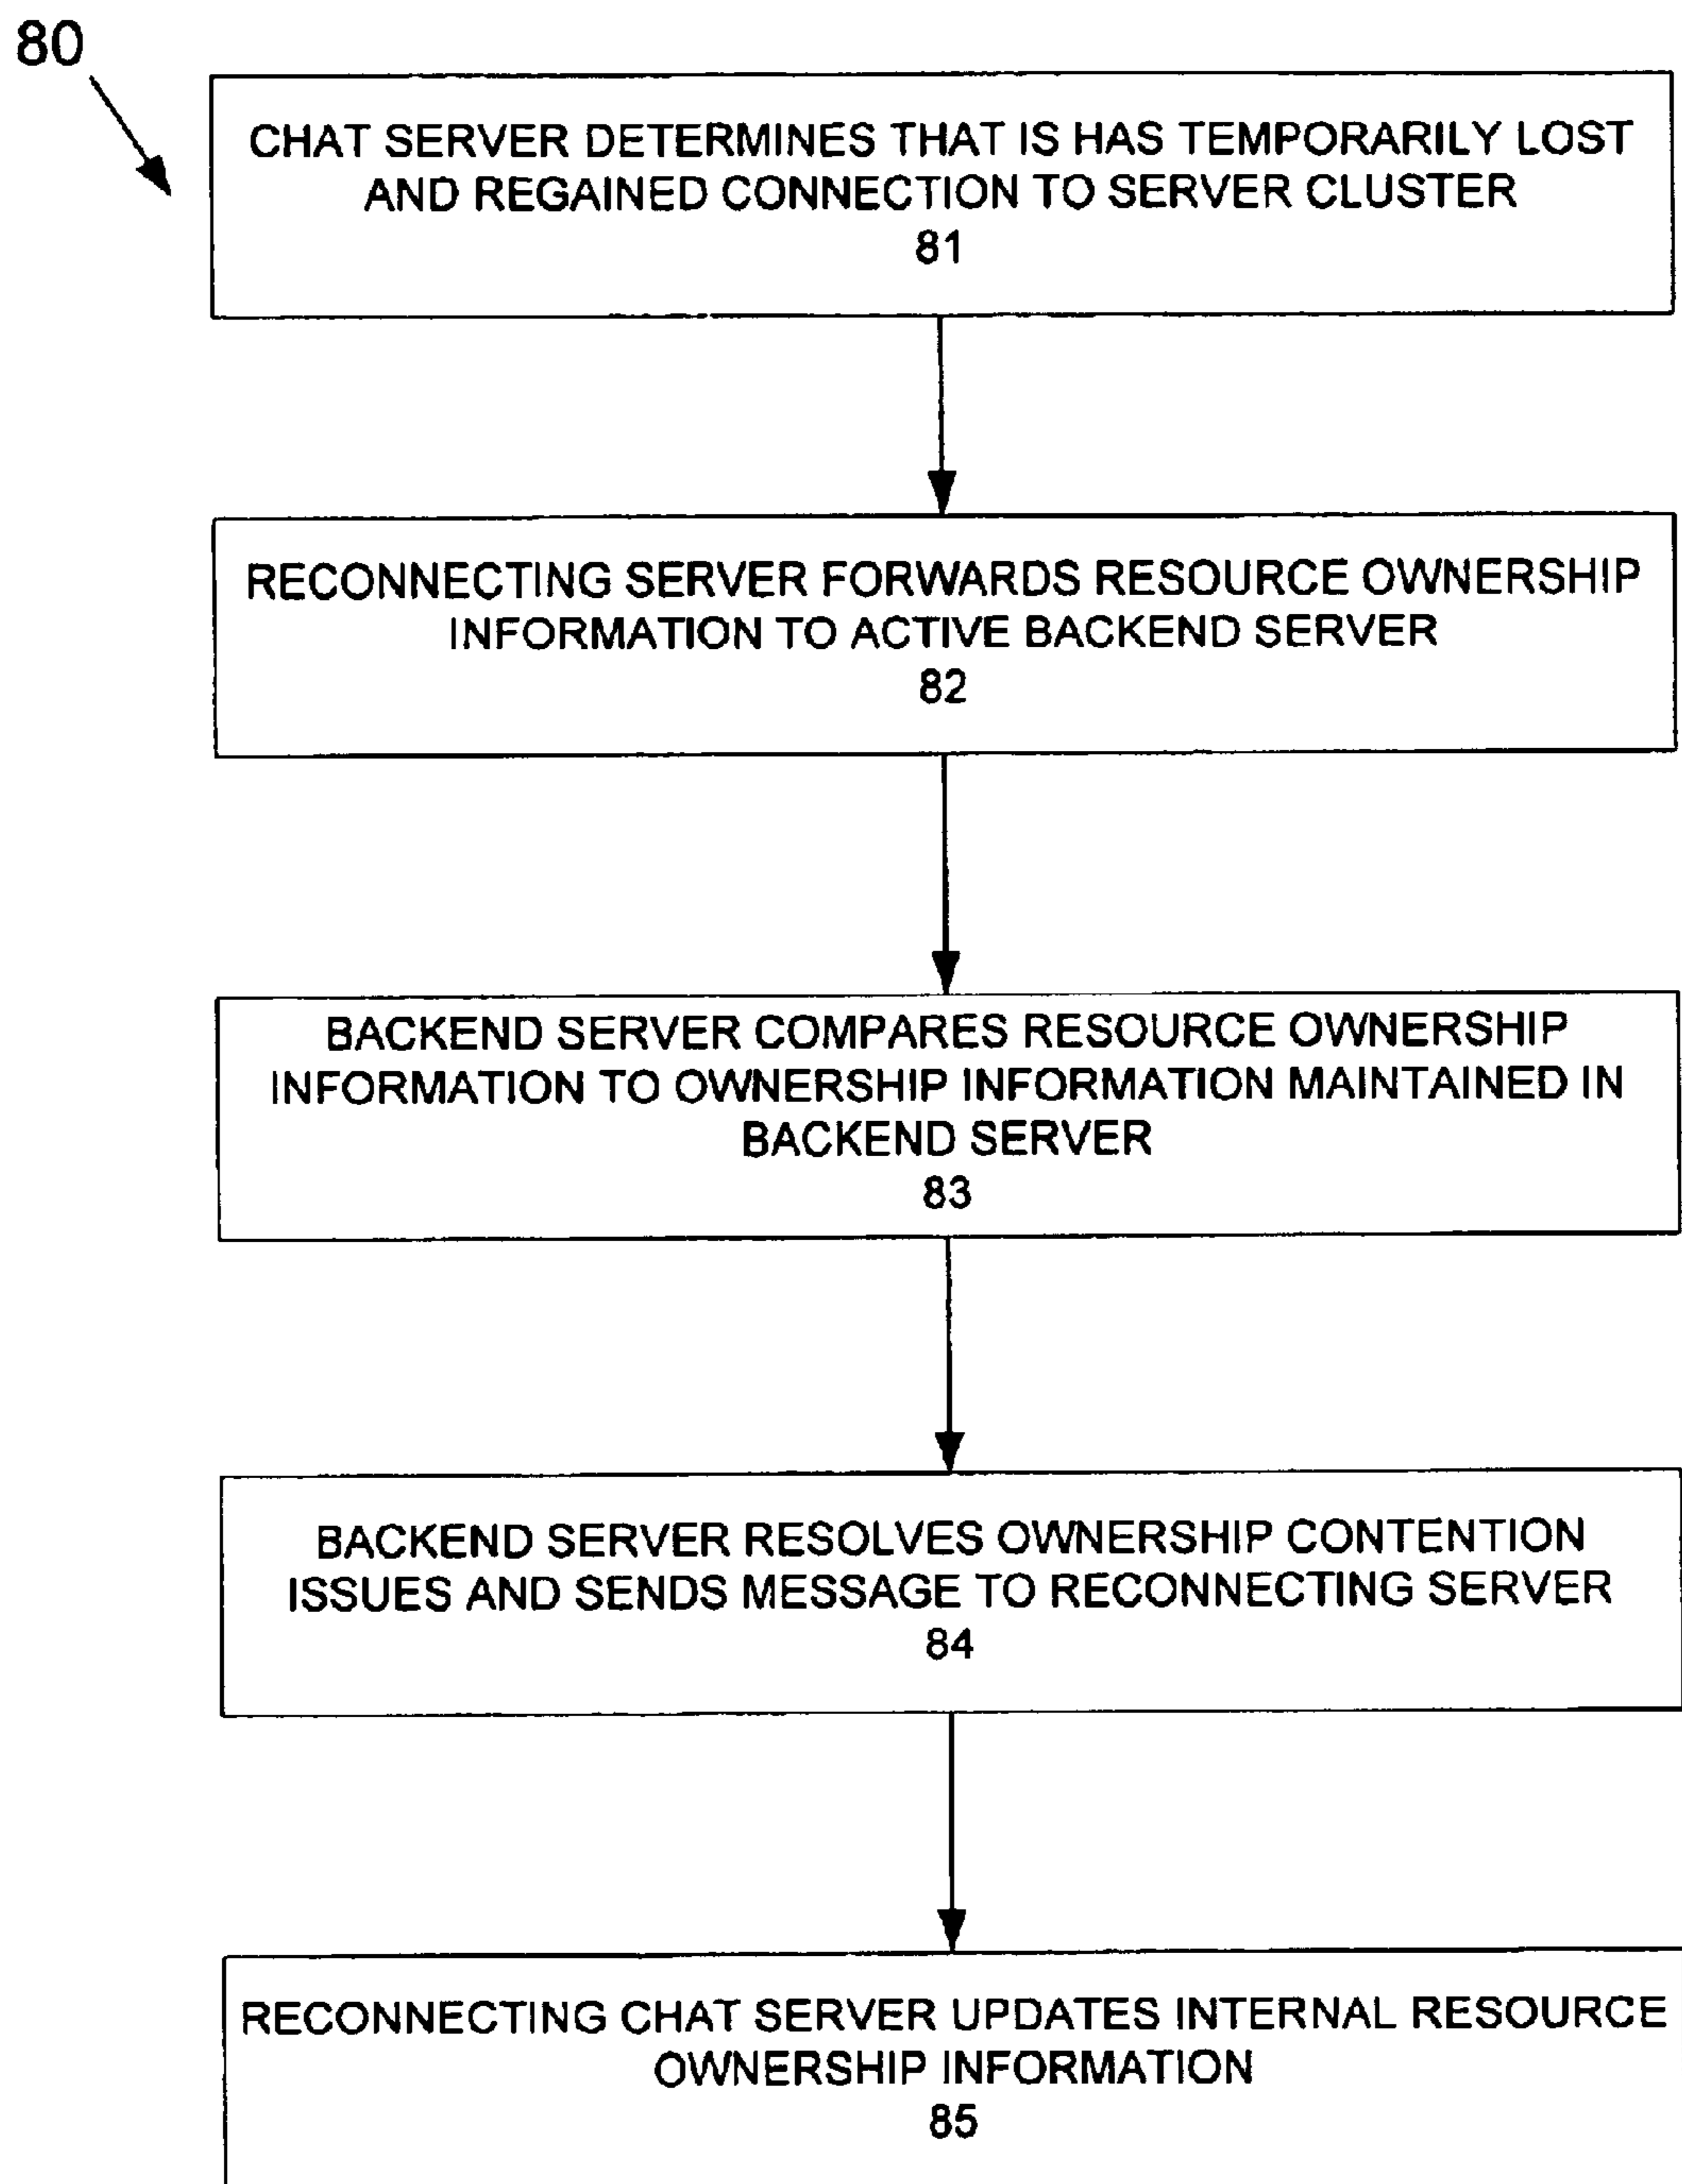 80
CHAT SERVER DETERMINES THAT IS HAS TEMPORARILY LOST
AND REGAINED CONNECTION TO SERVER CLUSTER
81
RECONNECTING SERVER FORWARDS RESOURCE OWNERSHIP
INFORMATION TO ACTIVE BACKEND SERVER
82
BACKEND SERVER COMPARES RESOURCE OWNERSHIP
INFORMATION TO OWNERSHIP INFORMATION MAINTAINED IN
BACKEND SERVER
83
BACKEND SERVER RESOLVES OWNERSHIP CONTENTION
ISSUES AND SENDS MESSAGE TO RECONNECTING SERVER
84
RECONNECTING CHAT SERVER UPDATES INTERNAL RESOURCE
OWNERSHIP INFORMATION
85